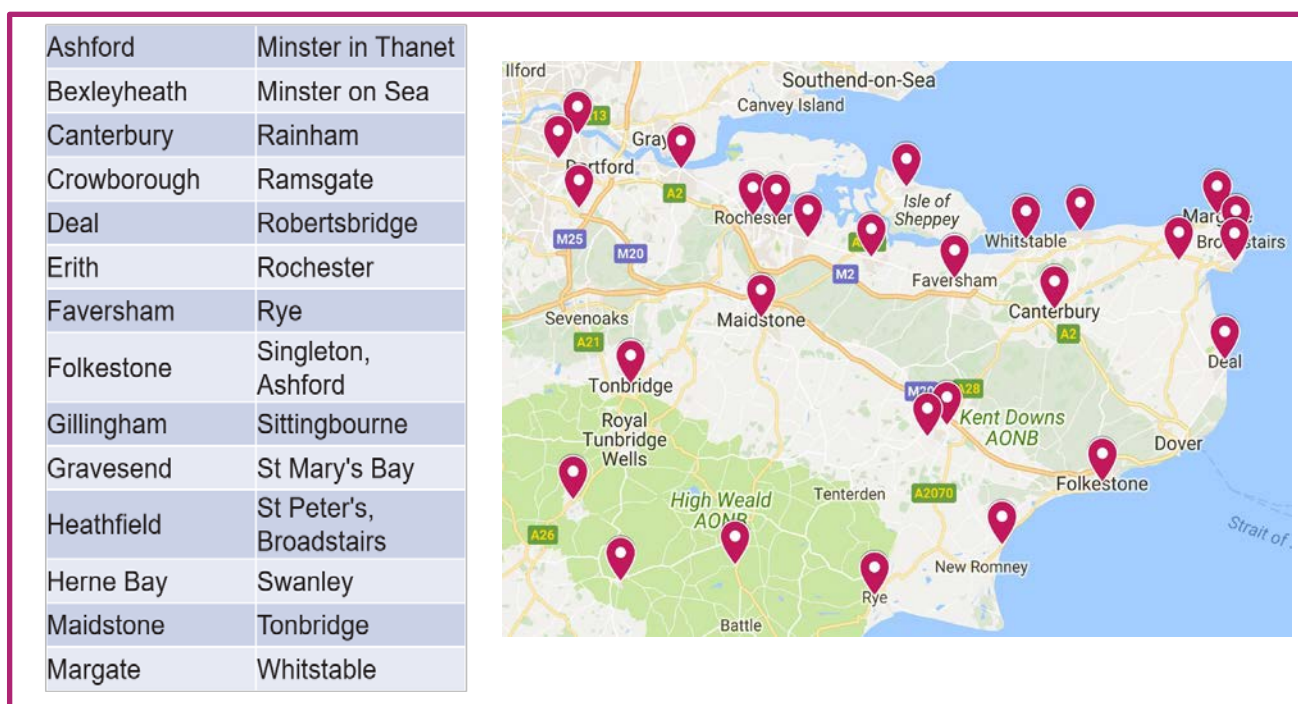 Ashford Minster in Thanet
Bexleyheath Minster on Sea
Canterbury Rainham
Crowborough Ramsgate
Deal Robertsbridge
Erith Rochester
Faversham Rye
Folkestone Singleton,
Ashford
Gillingham Sittingbourne
Gravesend St Mary's Bay
Heathfield St Peter's,
Broadstairs
Herne Bay Swanley
Maidstone Tonbridge
Margate Whitstable
Ilford
Southend-on-Sea
Canvey Island
13
Gray
Dartford
A2
Rochester
Isle of
Sheppey
M25
M20
Whitstable
Broadstairs
M2
Faversham
Canterbury
Sevenoaks
Maidstone
A2
A21
Deal
Tonbridge
A28
Kent Downs
AONB
Royal
Tunbridge
Wells
Dover
Folkestone
High Weald
AONB
Tenterden
A2070
A26
Strait of
New Romney
Rye
Battle